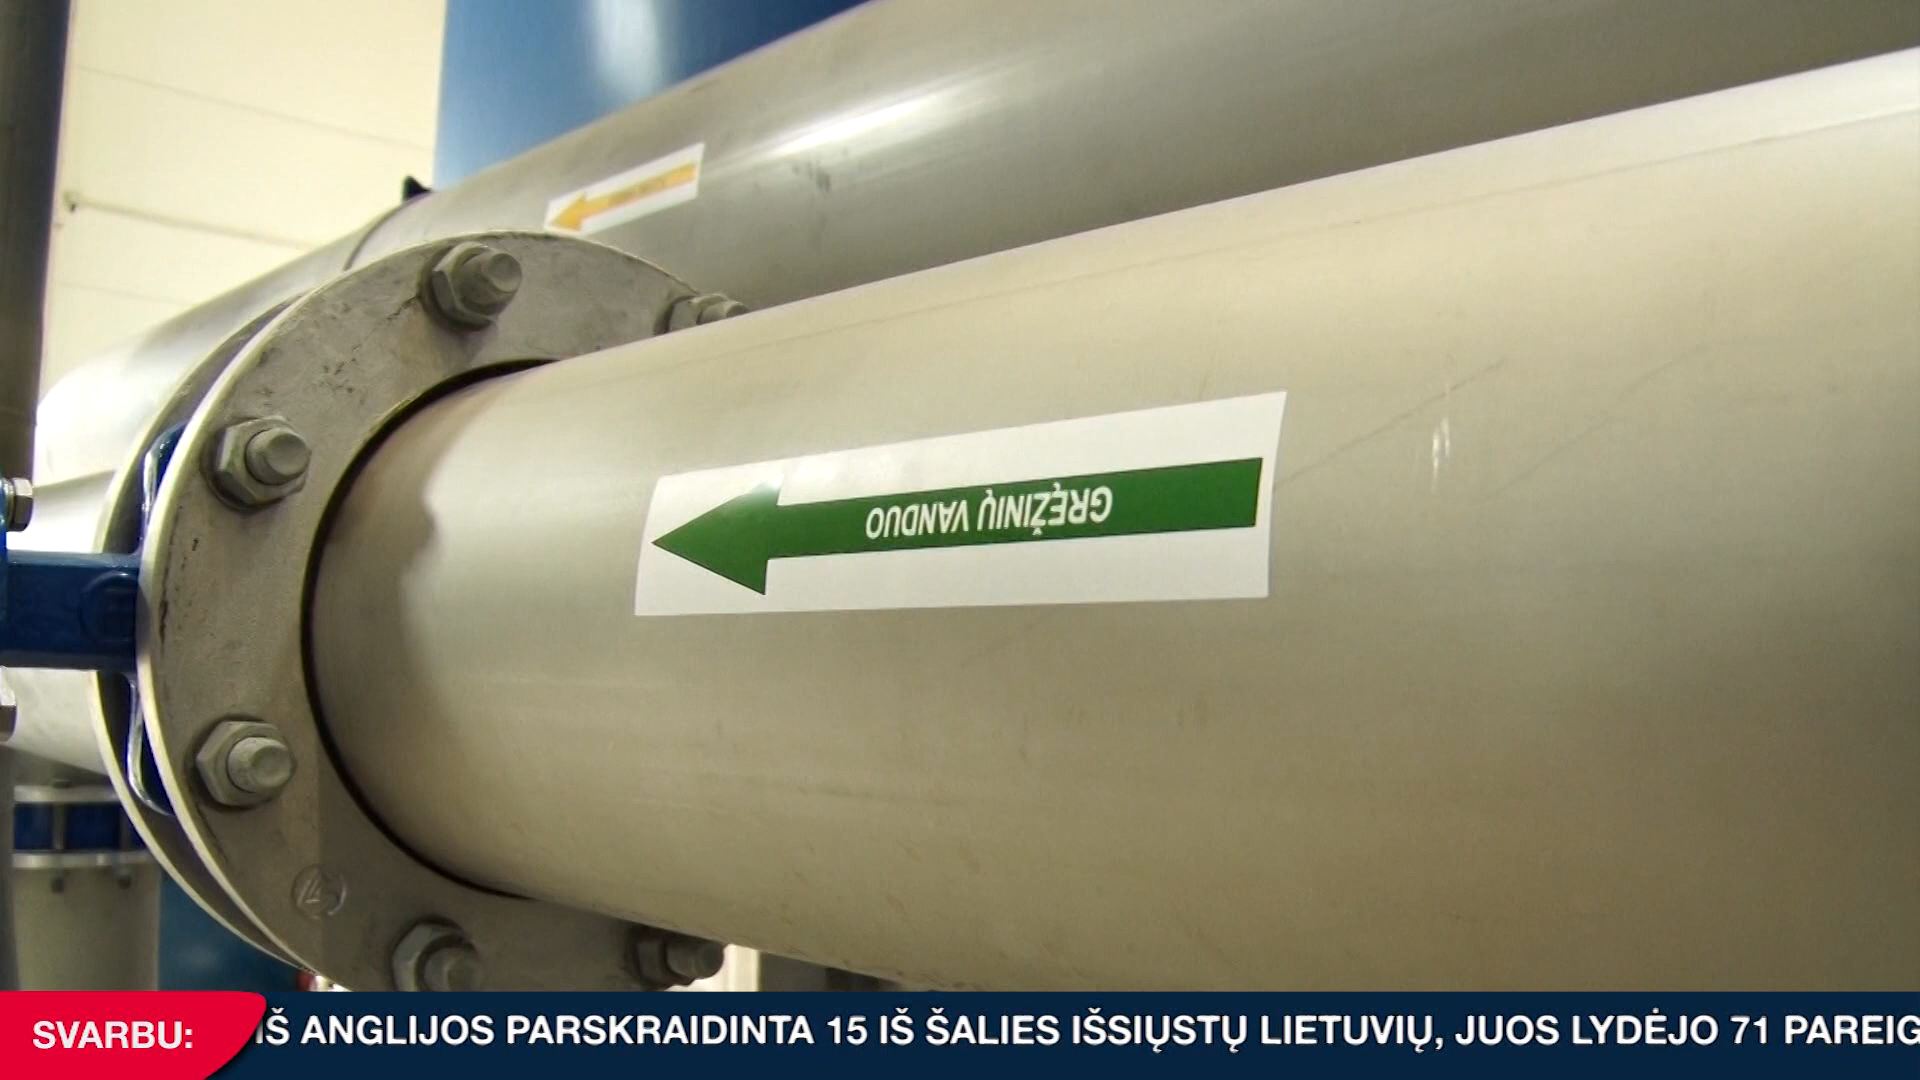 GRĘŽINIŲ VANDUO
SVARBU:
IŠ ANGLIJOS PARSKRAIDINTA 15 IŠ ŠALIES IŠSIŲSTŲ LIETUVIŲ, JUOS LYDĖJO 71 PAREIG